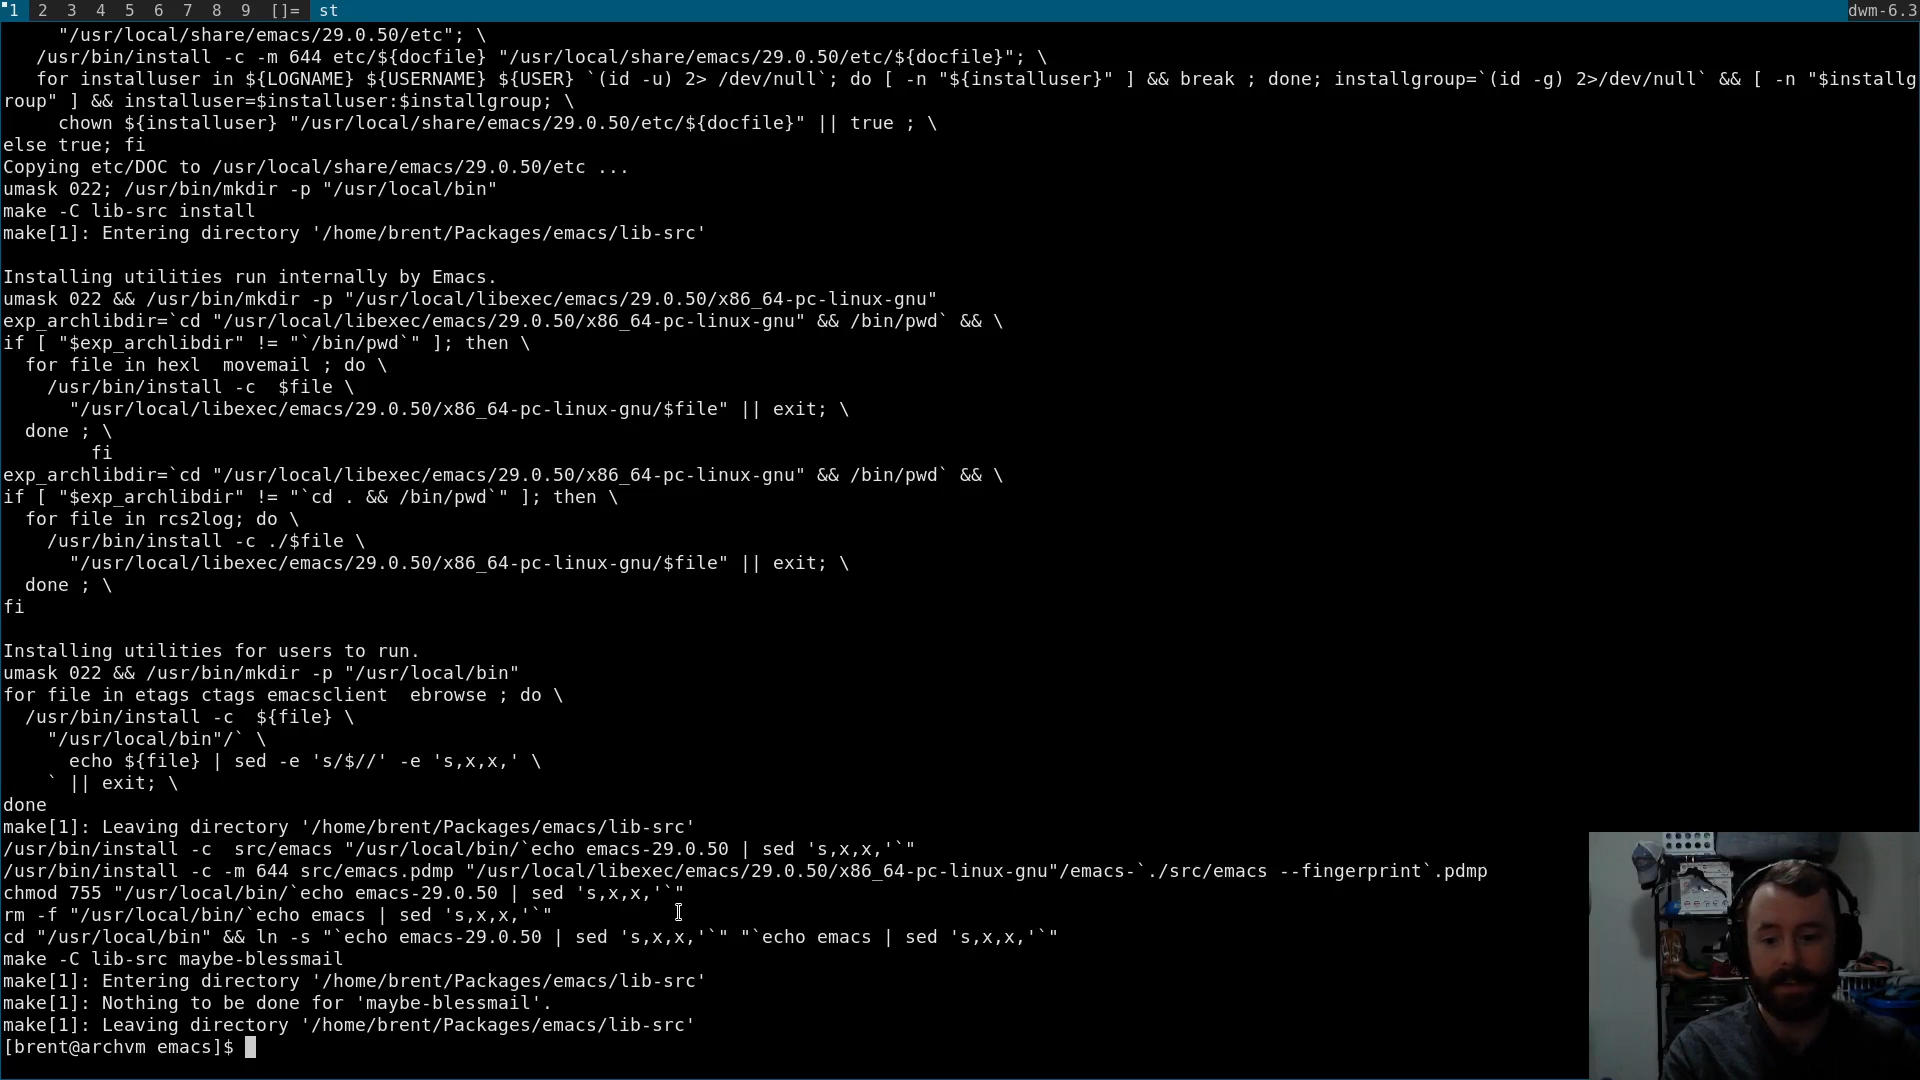 1 2 3 4 5 6 7 8 9 []= st dwm-6.3
"/usr/local/share/emacs/29.0.50/etc"; \
/usr/bin/install -c -m 644 etc/${docfile} "/usr/local/share/emacs/29.0.50/etc/${docfile}"; \
for installuser in ${LOGNAME} ${USERNAME} ${USER} `(id -u) 2> /dev/null`; do [ -n "${installuser}" ] && break ; done; installgroup=`(id -g) 2>/dev/null` && [ -n "$installg
roup" ] && installuser=$installuser:$installgroup; \
chown ${installuser} "/usr/local/share/emacs/29.0.50/etc/${docfile}" || true ; \
else true; fi
Copying etc/DOC to /usr/local/share/emacs/29.0.50/etc ...
umask 022; /usr/bin/mkdir -p "/usr/local/bin"
make -C lib-src install
make[1]: Entering directory '/home/brent/Packages/emacs/lib-src'
Installing utilities run internally by Emacs.
umask 022 && /usr/bin/mkdir -p "/usr/local/libexec/emacs/29.0.50/x86_64-pc-linux-gnu"
exp_archlibdir=`cd "/usr/local/libexec/emacs/29.0.50/x86_64-pc-linux-gnu" && /bin/pwd` && \
if [ "$exp_archlibdir" != "`/bin/pwd`" ]; then \
for file in hexl  movemail ; do \
/usr/bin/install -c  $file \
"/usr/local/libexec/emacs/29.0.50/x86_64-pc-linux-gnu/$file" || exit; \
done ; \
fi
exp_archlibdir=`cd "/usr/local/libexec/emacs/29.0.50/x86_64-pc-linux-gnu" && /bin/pwd` && \
if [ "$exp_archlibdir" != "`cd . && /bin/pwd`" ]; then \
for file in rcs2log; do \
/usr/bin/install -c ./$file \
"/usr/local/libexec/emacs/29.0.50/x86_64-pc-linux-gnu/$file" || exit; \
done ; \
fi
Installing utilities for users to run.
umask 022 && /usr/bin/mkdir -p "/usr/local/bin"
for file in etags ctags emacsclient  ebrowse ; do \
/usr/bin/install -c  ${file} \
"/usr/local/bin"/` \
echo ${file} | sed -e 's/$//' -e 's,x,x,' \
` || exit; \
done
make[1]: Leaving directory '/home/brent/Packages/emacs/lib-src'
/usr/bin/install -c  src/emacs "/usr/local/bin/`echo emacs-29.0.50 | sed 's,x,x,'`"
/usr/bin/install -c -m 644 src/emacs.pdmp "/usr/local/libexec/emacs/29.0.50/x86_64-pc-linux-gnu"/emacs-`./src/emacs --fingerprint`.pdmp
chmod 755 "/usr/local/bin/`echo emacs-29.0.50 | sed 's,x,x,'`"
rm -f "/usr/local/bin/`echo emacs | sed 's,x,x,'`"
cd "/usr/local/bin" && ln -s "`echo emacs-29.0.50 | sed 's,x,x,'`" "`echo emacs | sed 's,x,x,'`"
make -C lib-src maybe-blessmail
make[1]: Entering directory '/home/brent/Packages/emacs/lib-src'
make[1]: Nothing to be done for 'maybe-blessmail'.
make[1]: Leaving directory '/home/brent/Packages/emacs/lib-src'
[brent@archvm emacs]$